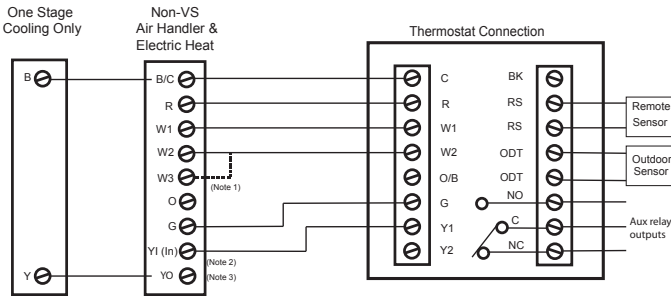 One Stage
Cooling Only
Non-VS
Air Handler &
Electric Heat
Thermostat Connection
B
B/C
C
BK
R
R
RS
Remote
Sensor
W1
W1
RS
W2
W2
ODT
Outdoor
Sensor
W3
(Note 1)
O/B
ODT
O
G
NO
G
Y1
C
Aux relay
outputs
YI (In)
(Note 2)
Y2
NC
Y
YO
(Note 3)